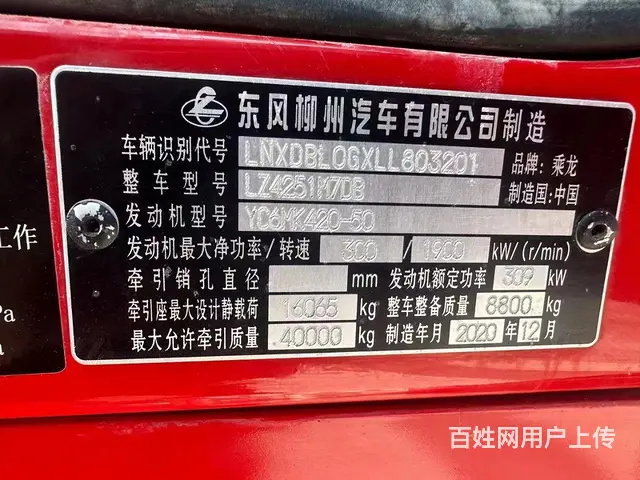 东风柳州汽车有限公司制造
车辆识别代号 LNXDBLOGXLL803201 品牌：乘龙
整车型号 LZ4251M7DB 制造国：中国
发动机型号 YC6MK420-50
发动机最大净功率/转速 300 / 1900 kW/(r/min)
牵引销孔直径 mm 发动机额定功率 309 kW
牵引座最大设计静载荷 16065 kg 整车整备质量 8800 kg
最大允许牵引质量 40000 kg 制造年月 2020 年 12 月
工作
Pa
a
百姓网用户上传